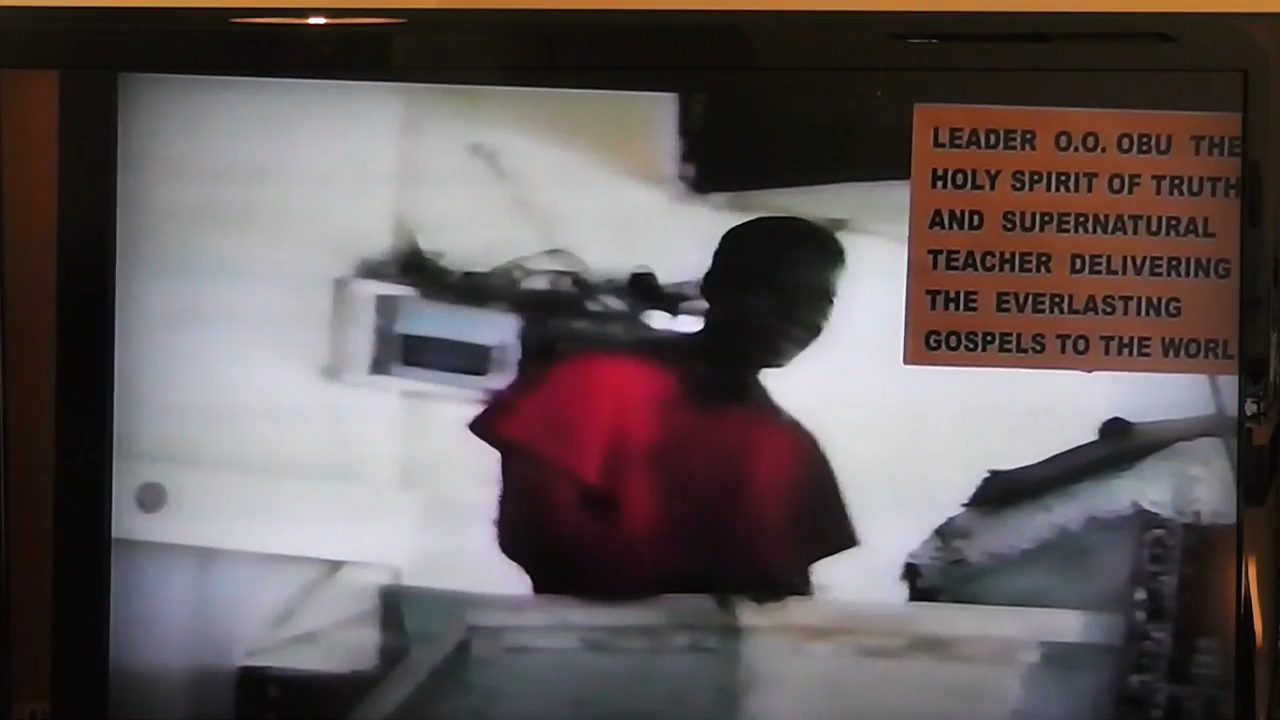 LEADER O.O. OBU THE
HOLY SPIRIT OF TRUTH
AND SUPERNATURAL
TEACHER DELIVERING
THE EVERLASTING
GOSPELS TO THE WORL